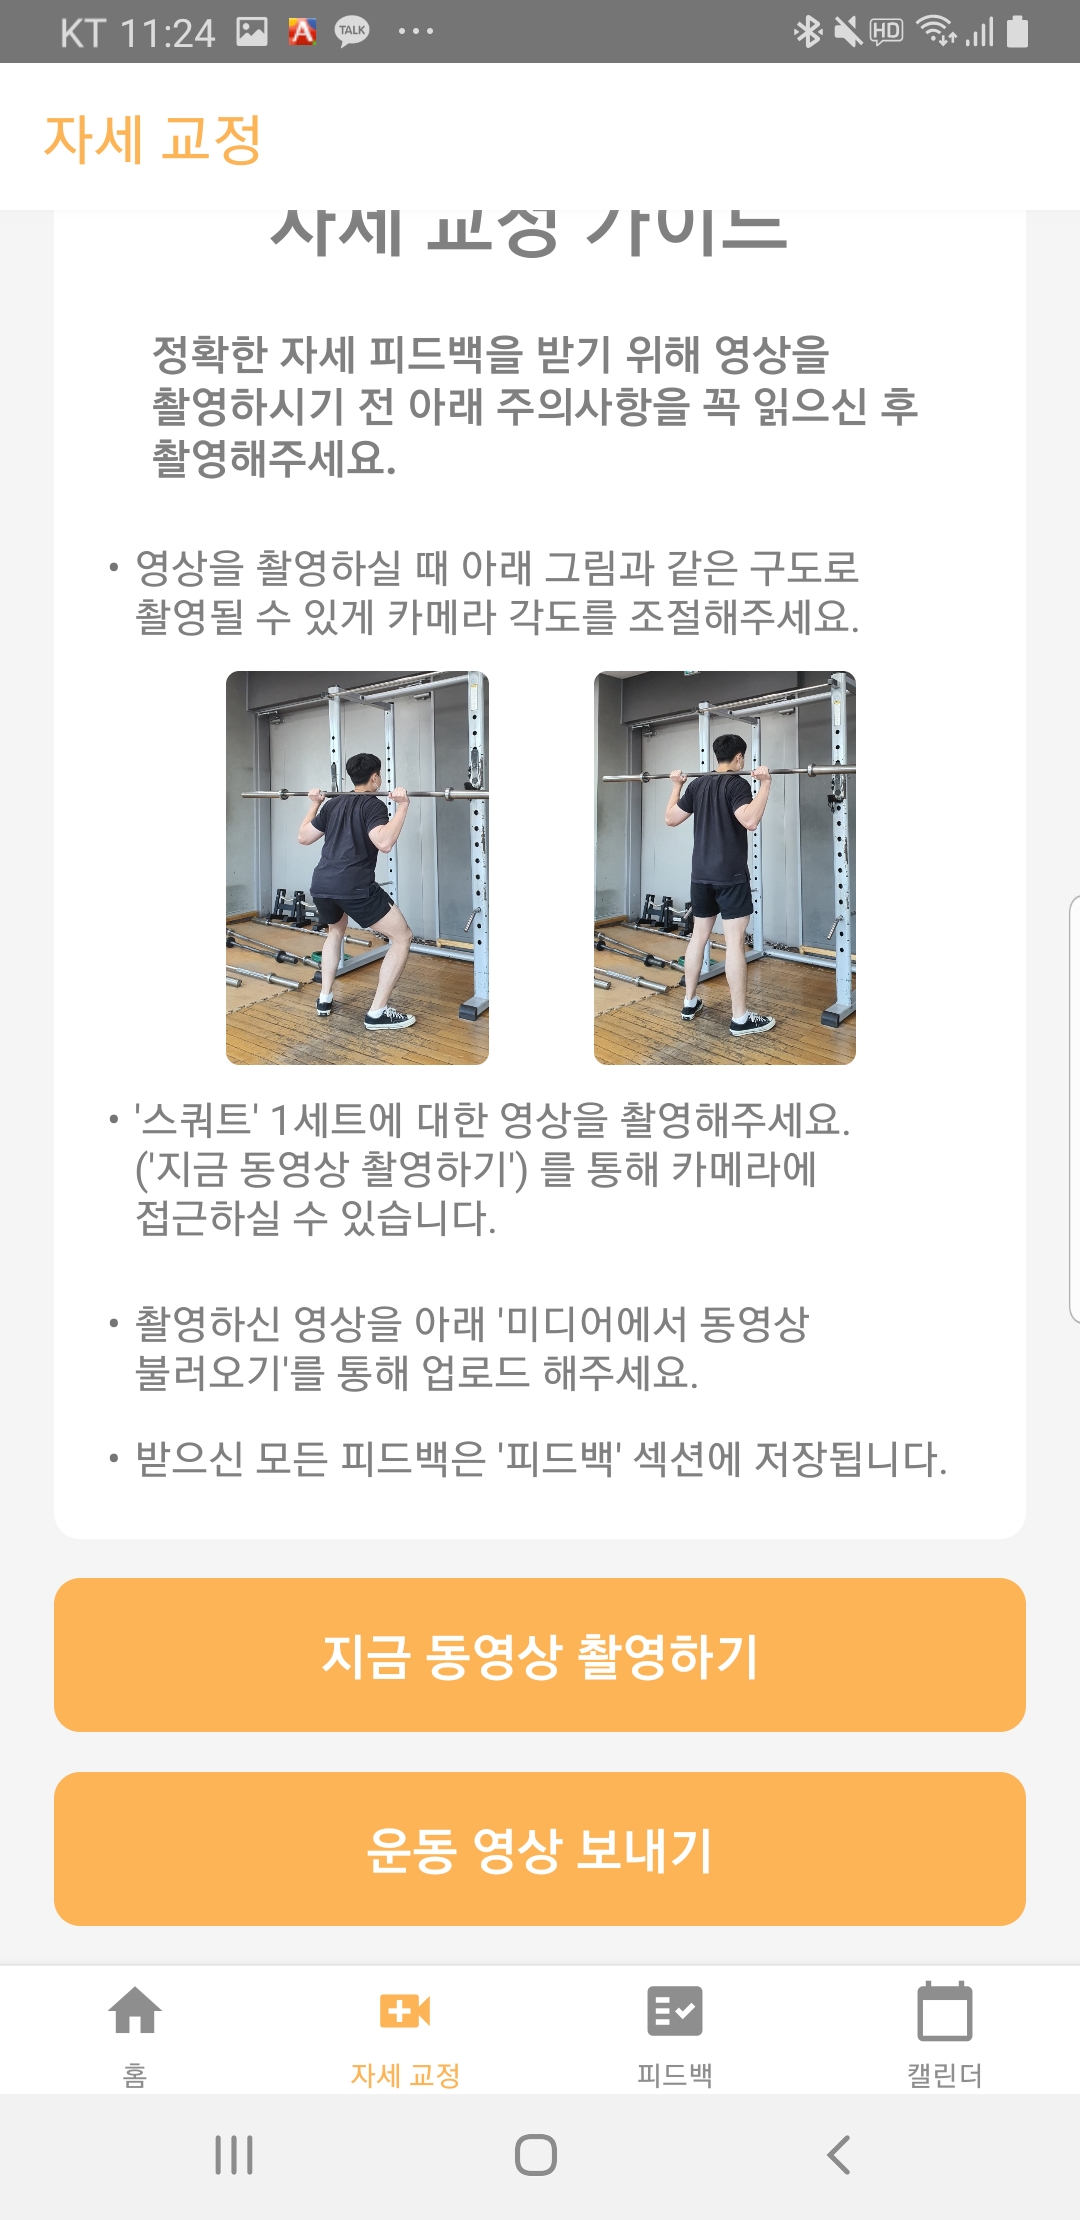 KT 11:24
TALK
HD
자세 교정
자세 교정 가이드
정확한 자세 피드백을 받기 위해 영상을
촬영하시기 전 아래 주의사항을 꼭 읽으신 후
촬영해주세요.
• 영상을 촬영하실 때 아래 그림과 같은 구도로
촬영될 수 있게 카메라 각도를 조절해주세요.
• '스쿼트' 1세트에 대한 영상을 촬영해주세요.
('지금 동영상 촬영하기') 를 통해 카메라에
접근하실 수 있습니다.
• 촬영하신 영상을 아래 '미디어에서 동영상
불러오기'를 통해 업로드 해주세요.
• 받으신 모든 피드백은 '피드백' 섹션에 저장됩니다.
지금 동영상 촬영하기
운동 영상 보내기
홈
자세 교정
피드백
캘린더